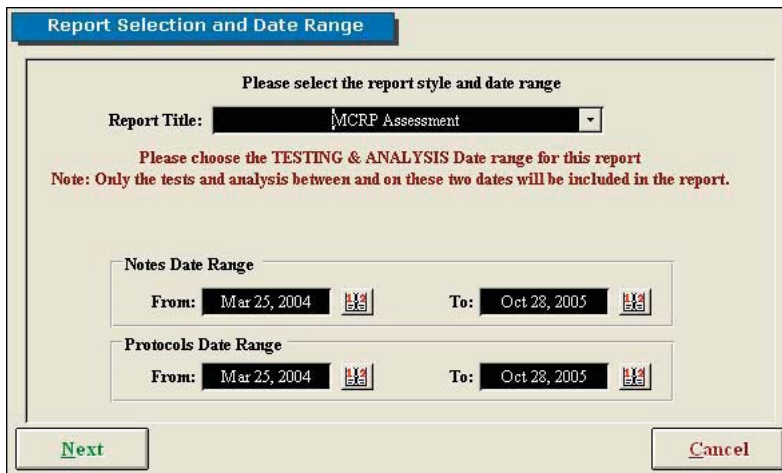 Report Selection and Date Range
Please select the report style and date range
Report Title: MCRP Assessment
Please choose the TESTING & ANALYSIS Date range for this report
Note: Only the tests and analysis between and on these two dates will be included in the report.
Notes Date Range
From: Mar 25, 2004 To: Oct 28, 2005
Protocols Date Range
From: Mar 25, 2004 To: Oct 28, 2005
Next Cancel